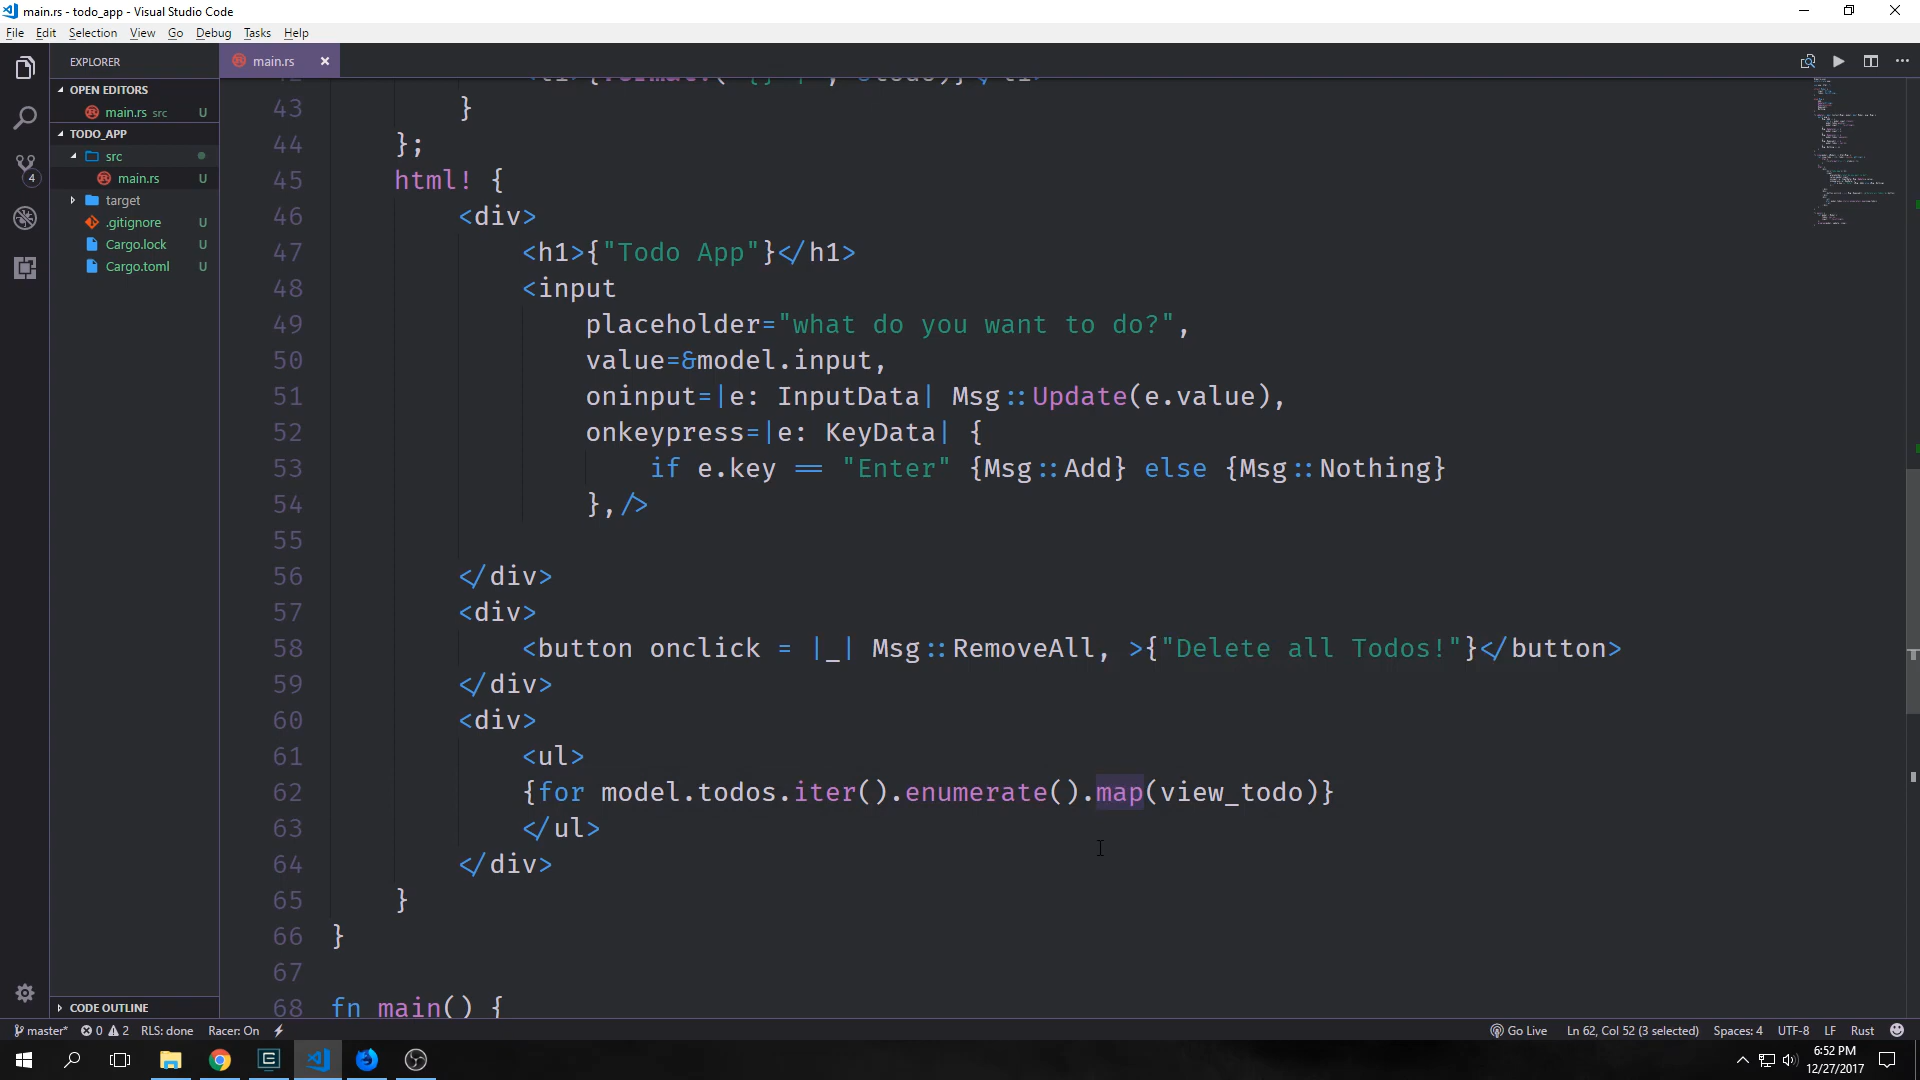 main.rs - todo_app - Visual Studio Code
File Edit Selection View Go Debug Tasks Help
EXPLORER
main.rs
OPEN EDITORS
main.rs src U
TODO_APP
src
main.rs U
target
.gitignore U
Cargo.lock U
Cargo.toml U
4
CODE OUTLINE
43 }
44 };
45 html! {
46 <div>
47 <h1>{"Todo App"}</h1>
48 <input
49 placeholder="what do you want to do?",
50 value=&model.input,
51 oninput=|e: InputData| Msg::Update(e.value),
52 onkeypress=|e: KeyData| {
53 if e.key == "Enter" {Msg::Add} else {Msg::Nothing}
54 },/>
55
56 </div>
57 <div>
58 <button onclick = |_| Msg::RemoveAll, >{"Delete all Todos!"}</button>
59 </div>
60 <div>
61 <ul>
62 {for model.todos.iter().enumerate().map(view_todo)}
63 </ul>
64 </div>
65 }
66 }
67
68 fn main() {
master* 0 2 RLS: done Racer: On Go Live Ln 62, Col 52 (3 selected) Spaces: 4 UTF-8 LF Rust
6:52 PM
12/27/2017